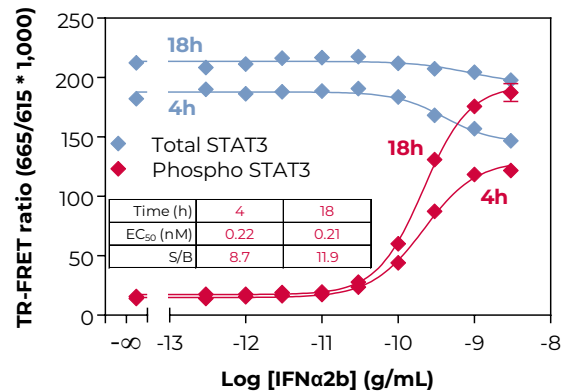 TR-FRET ratio (665/615 * 1,000)
250
200
150
100
50
0
18h
4h
Total STAT3
Phospho STAT3
18h
4h
Time (h) 4 18
EC₅₀ (nM) 0.22 0.21
S/B 8.7 11.9
-∞ -13 -12 -11 -10 -9 -8
Log [IFNα2b] (g/mL)